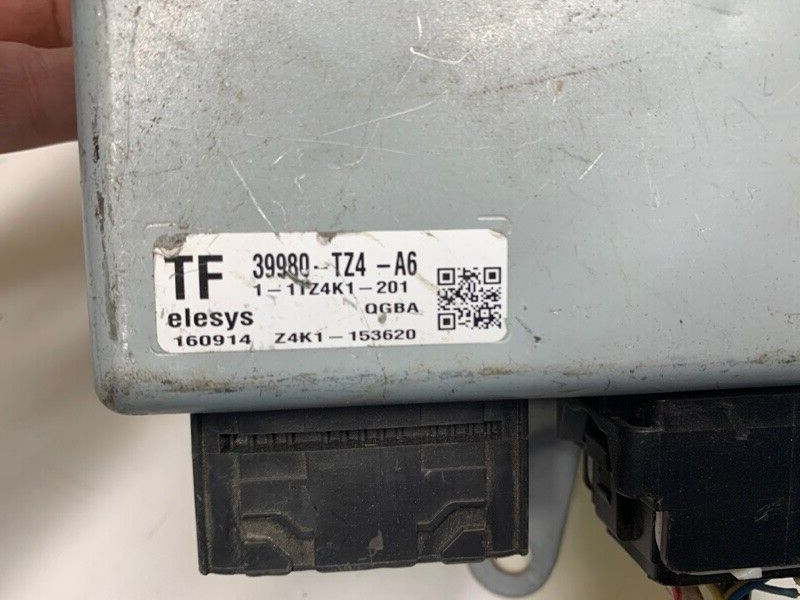 TF 39980-TZ4 -A6
1-1TZ4K1-201
QGBA
elesys
160914 Z4K1-153620